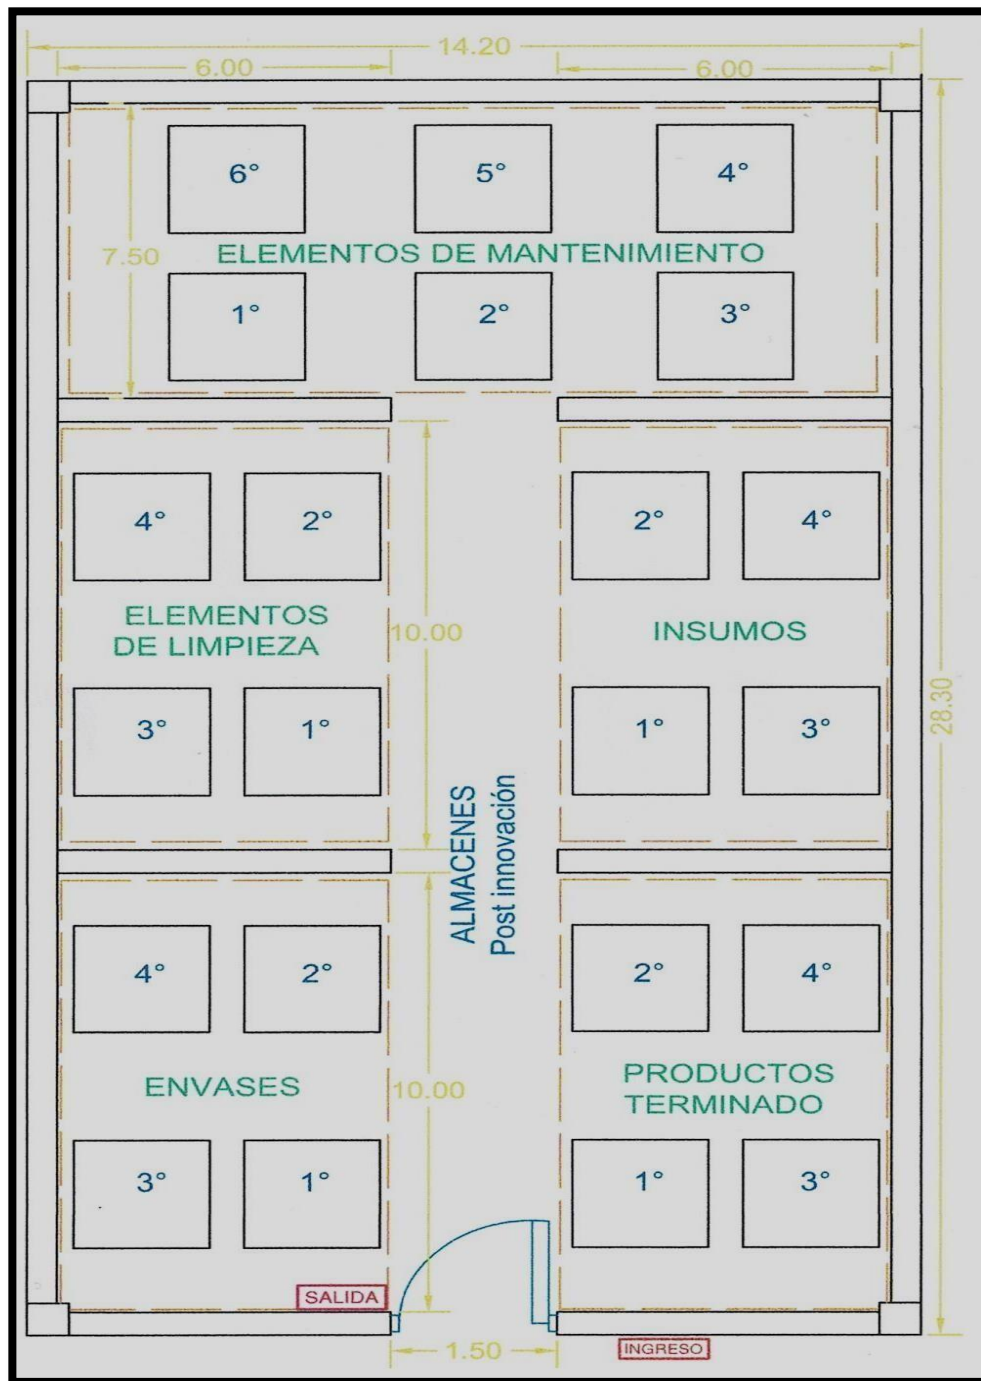 14.20
6.00
6.00
6°
5°
4°
7.50
ELEMENTOS DE MANTENIMIENTO
1°
2°
3°
4°
2°
2°
4°
ELEMENTOS
DE LIMPIEZA
10.00
INSUMOS
28.30
3°
1°
1°
3°
ALMACENES
Post innovación
4°
2°
2°
4°
ENVASES
10.00
PRODUCTOS
TERMINADO
3°
1°
1°
3°
SALIDA
1.50
INGRESO